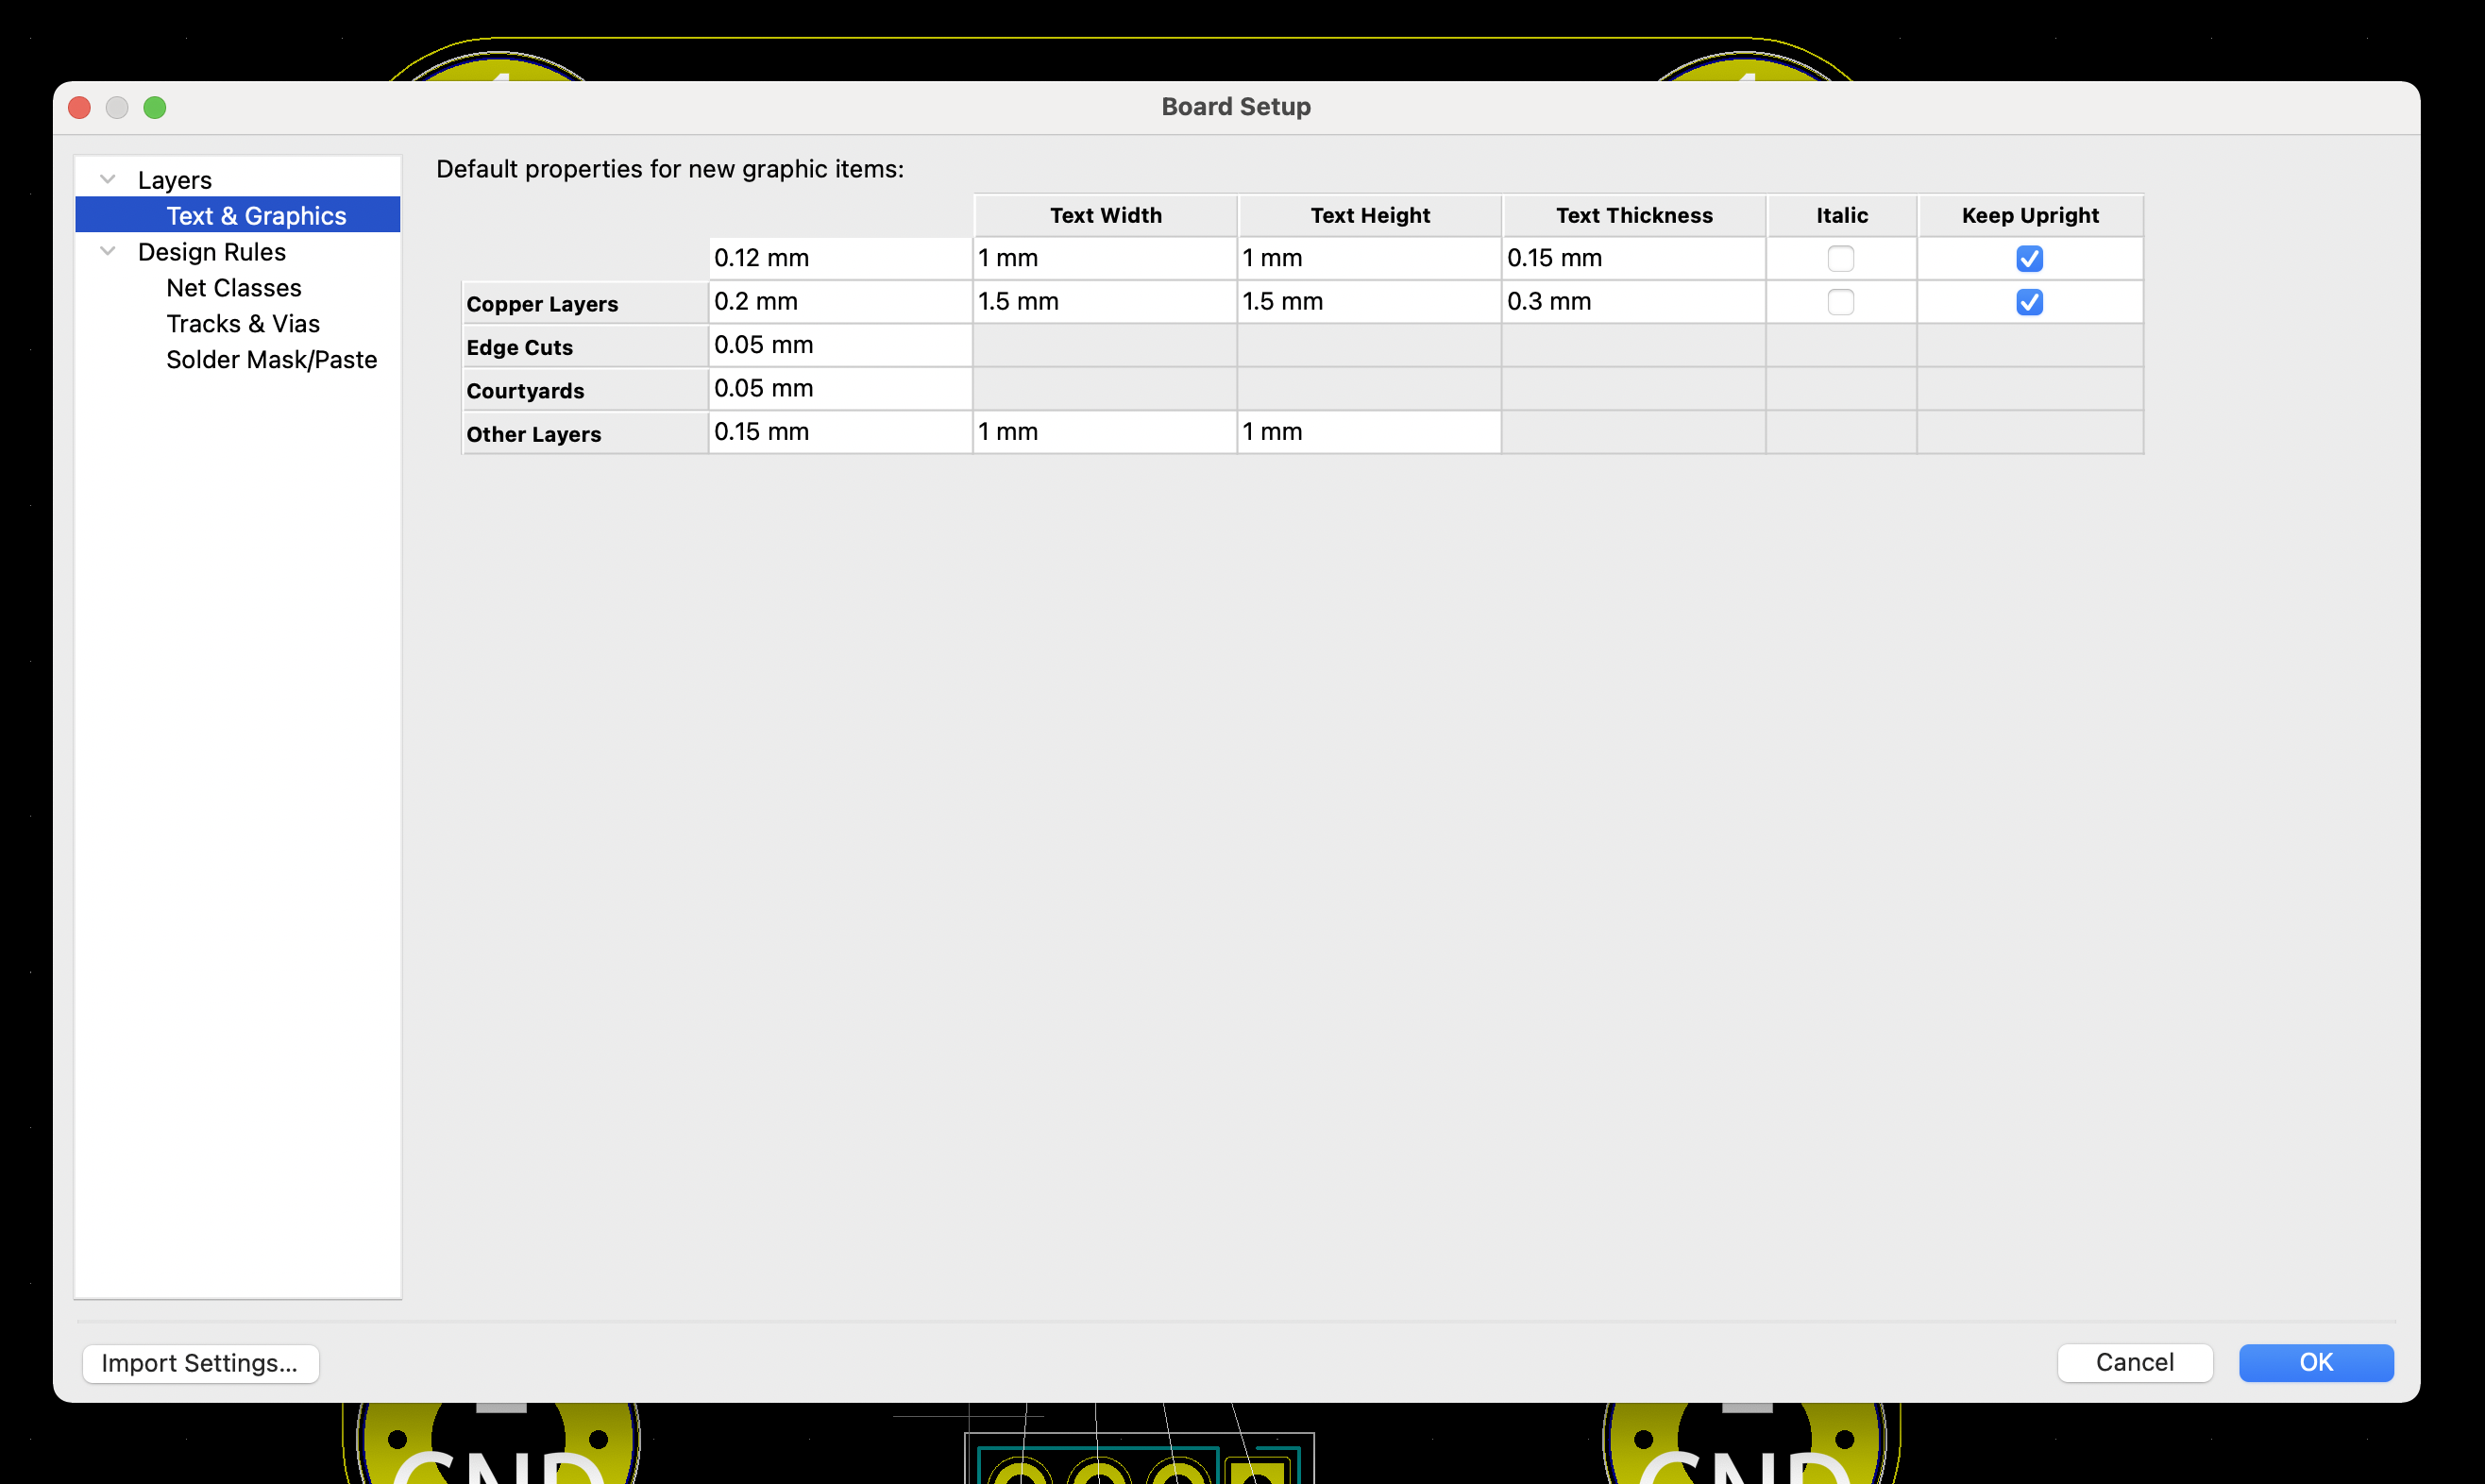 Board Setup
Layers
Text & Graphics
Design Rules
Net Classes
Tracks & Vias
Solder Mask/Paste
Default properties for new graphic items:
Text Width Text Height Text Thickness Italic Keep Upright
0.12 mm 1 mm 1 mm 0.15 mm
Copper Layers 0.2 mm 1.5 mm 1.5 mm 0.3 mm
Edge Cuts 0.05 mm
Courtyards 0.05 mm
Other Layers 0.15 mm 1 mm 1 mm
Import Settings...
Cancel
OK
GND
GND